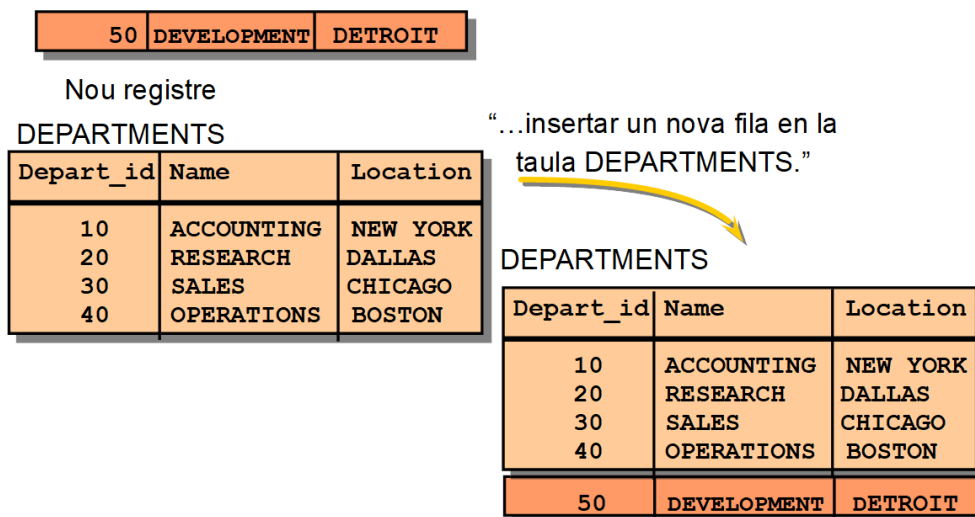 50 DEVELOPMENT DETROIT
Nou registre
DEPARTMENTS
Depart_id Name Location
10 ACCOUNTING NEW YORK
20 RESEARCH DALLAS
30 SALES CHICAGO
40 OPERATIONS BOSTON
“…insertar un nova fila en la
taula DEPARTMENTS.”
DEPARTMENTS
Depart_id Name Location
10 ACCOUNTING NEW YORK
20 RESEARCH DALLAS
30 SALES CHICAGO
40 OPERATIONS BOSTON
50 DEVELOPMENT DETROIT